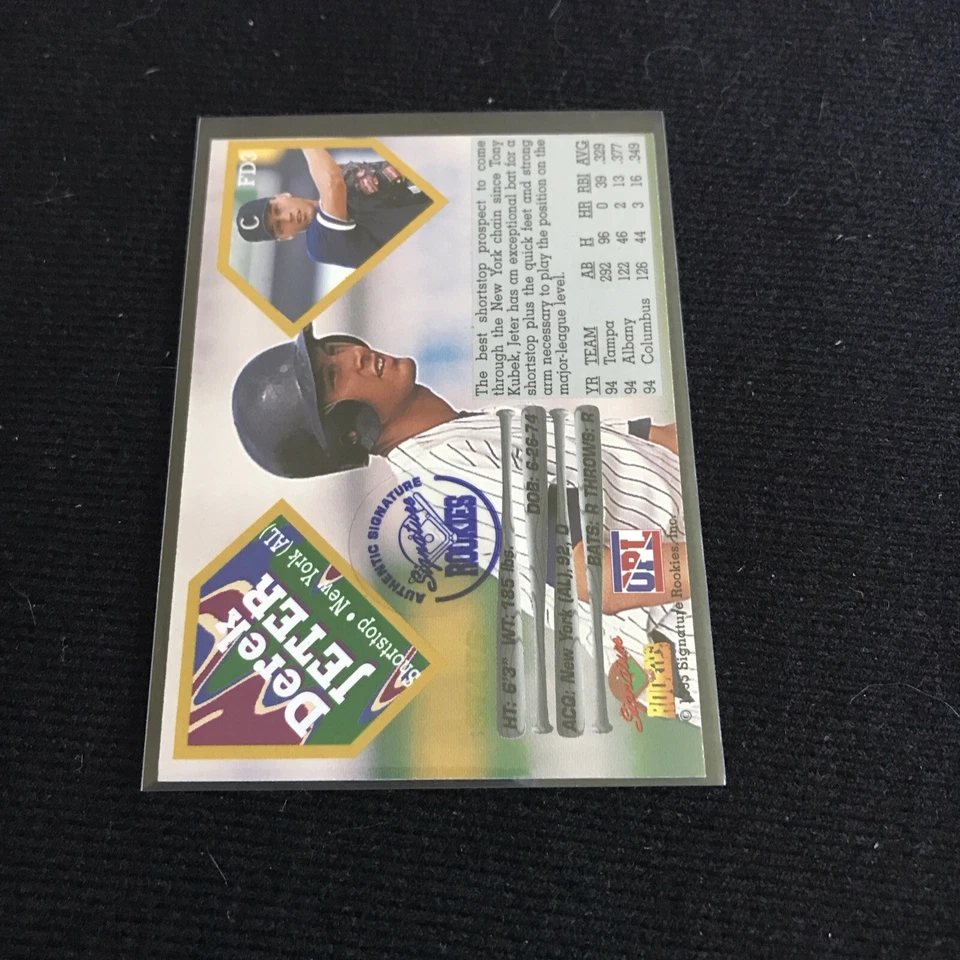 Derek
JETER
Shortstop • New York (AL)
C
FD3
AUTHENTIC SIGNATURE
Signature
ROOKIES
HT: 6'3" WT: 185 lbs.
DOB: 6-26-74
ACQ: New York (AL), 92, D
BATS: R THROWS: R
The best shortstop prospect to come
through the New York chain since Tony
Kubek, Jeter has an exceptional bat for a
shortstop plus the quick feet and strong
arm necessary to play the position on the
major-league level.
YR TEAM AB H HR RBI AVG
94 Tampa 292 96 0 39 .329
94 Albany 122 46 2 13 .377
94 Columbus 126 44 3 16 .349
Signature
ROOKIES
UPL
© 1995 Signature Rookies, Inc.